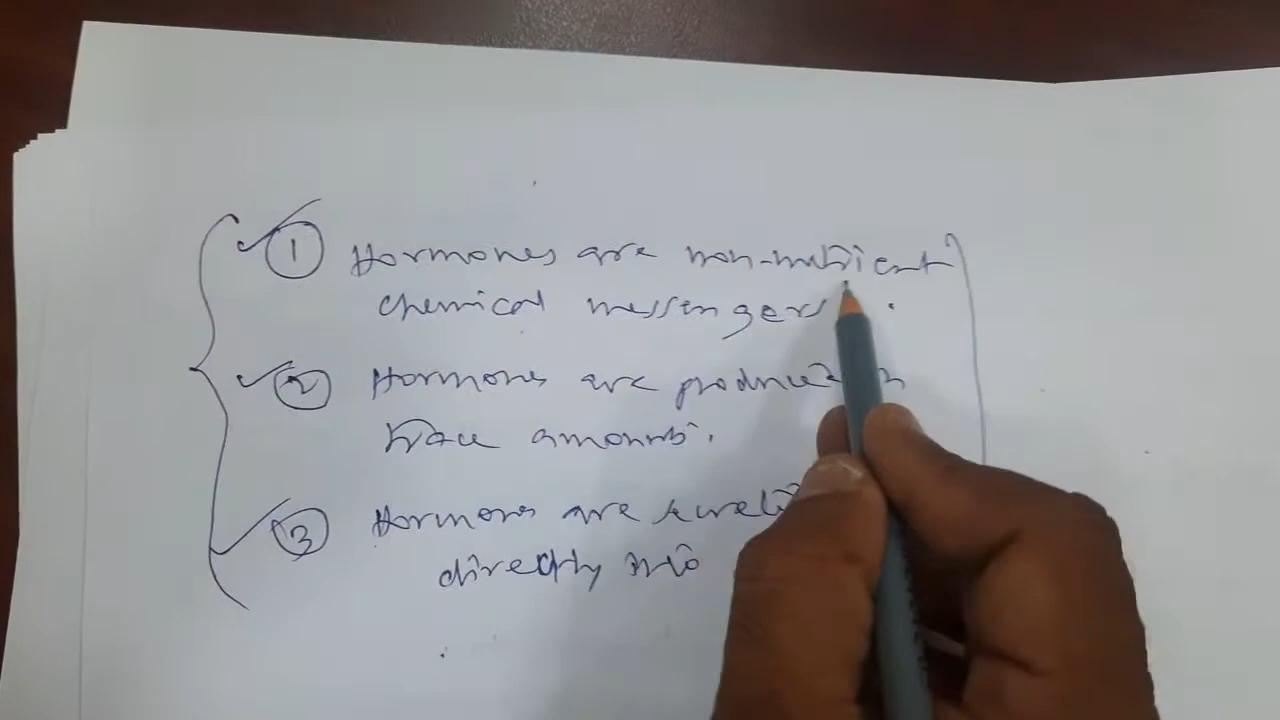 ① Hormones are non-nutrient
chemical messengers.
② Hormones are produced in
trace amounts.
③ Hormones are
directly into